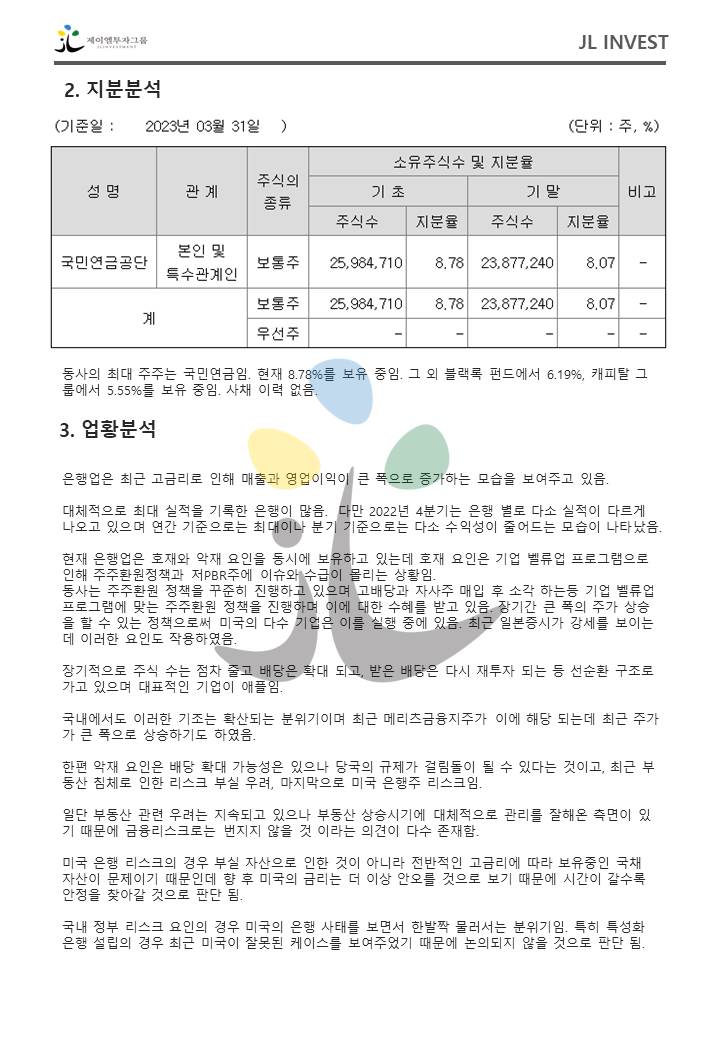 제이엘투자그룹
JL INVESTMENT
JL INVEST
2. 지분분석
(기준일 : 2023년 03월 31일 ) (단위 : 주, %)
성 명 관 계 주식의 종류 소유주식수 및 지분율 비고
기 초 기 말
주식수 지분율 주식수 지분율
국민연금공단 본인 및 특수관계인 보통주 25,984,710 8.78 23,877,240 8.07 -
계 보통주 25,984,710 8.78 23,877,240 8.07 -
우선주 - - - - -
동사의 최대 주주는 국민연금임. 현재 8.78%를 보유 중임. 그 외 블랙록 펀드에서 6.19%, 캐피탈 그
룹에서 5.55%를 보유 중임. 사채 이력 없음.
3. 업황분석
은행업은 최근 고금리로 인해 매출과 영업이익이 큰 폭으로 증가하는 모습을 보여주고 있음.
대체적으로 최대 실적을 기록한 은행이 많음. 다만 2022년 4분기는 은행 별로 다소 실적이 다르게
나오고 있으며 연간 기준으로는 최대이나 분기 기준으로는 다소 수익성이 줄어드는 모습이 나타났음.
현재 은행업은 호재와 악재 요인을 동시에 보유하고 있는데 호재 요인은 기업 벨류업 프로그램으로
인해 주주환원정책과 저PBR주에 이슈와 수급이 몰리는 상황임.
동사는 주주환원 정책을 꾸준히 진행하고 있으며 고배당과 자사주 매입 후 소각 하는등 기업 벨류업
프로그램에 맞는 주주환원 정책을 진행하며 이에 대한 수혜를 받고 있음. 장기간 큰 폭의 주가 상승
을 할 수 있는 정책으로써 미국의 다수 기업은 이를 실행 중에 있음. 최근 일본증시가 강세를 보이는
데 이러한 요인도 작용하였음.
장기적으로 주식 수는 점차 줄고 배당은 확대 되고, 받은 배당은 다시 재투자 되는 등 선순환 구조로
가고 있으며 대표적인 기업이 애플임.
국내에서도 이러한 기조는 확산되는 분위기이며 최근 메리츠금융지주가 이에 해당 되는데 최근 주가
가 큰 폭으로 상승하기도 하였음.
한편 악재 요인은 배당 확대 가능성은 있으나 당국의 규제가 걸림돌이 될 수 있다는 것이고, 최근 부
동산 침체로 인한 리스크 부실 우려, 마지막으로 미국 은행주 리스크임.
일단 부동산 관련 우려는 지속되고 있으나 부동산 상승시기에 대체적으로 관리를 잘해온 측면이 있
기 때문에 금융리스크로는 번지지 않을 것 이라는 의견이 다수 존재함.
미국 은행 리스크의 경우 부실 자산으로 인한 것이 아니라 전반적인 고금리에 따라 보유중인 국채
자산이 문제이기 때문인데 향 후 미국의 금리는 더 이상 안오를 것으로 보기 때문에 시간이 갈수록
안정을 찾아갈 것으로 판단 됨.
국내 정부 리스크 요인의 경우 미국의 은행 사태를 보면서 한발짝 물러서는 분위기임. 특히 특성화
은행 설립의 경우 최근 미국이 잘못된 케이스를 보여주었기 때문에 논의되지 않을 것으로 판단 됨.